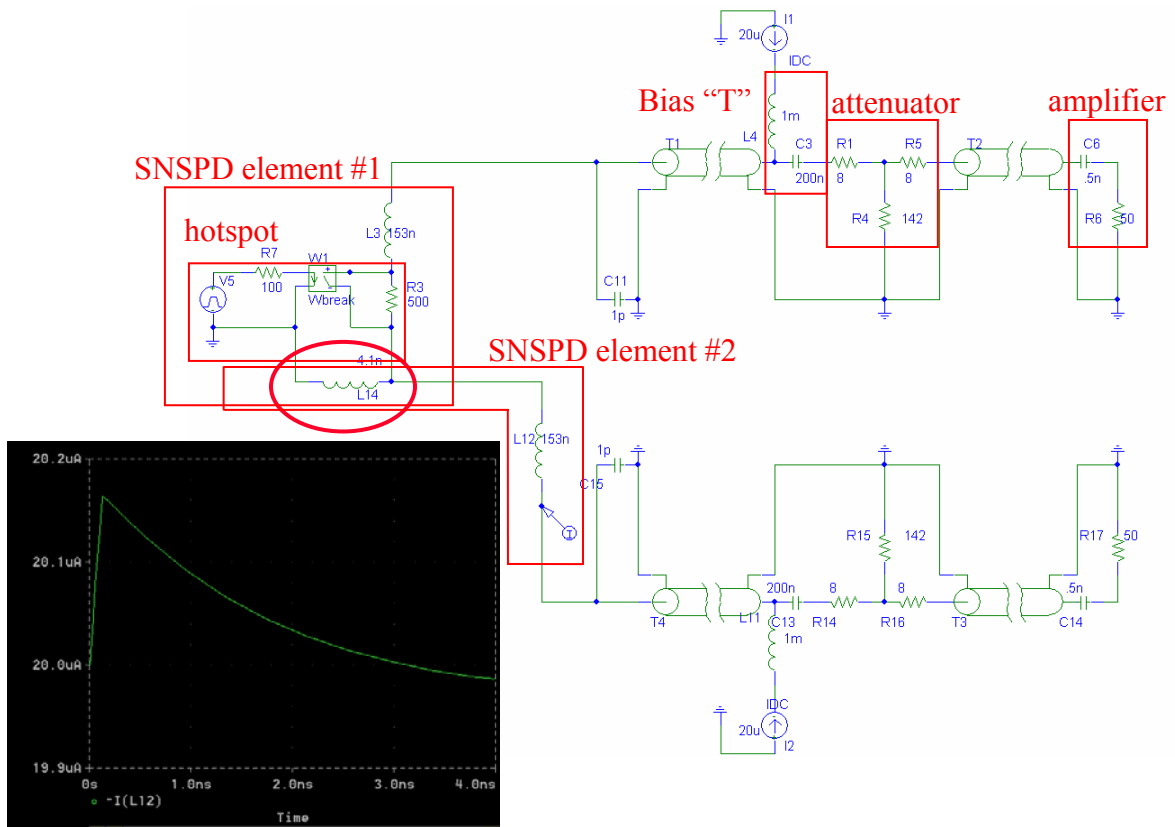 I1
20u
IDC
Bias “T”
attenuator
amplifier
1m
T1
L4
C3
200n
R1
8
R5
8
R4
142
T2
C6
.5n
R6
50
SNSPD element #1
L3
153n
hotspot
R7
100
W1
Wbreak
V5
R3
500
C11
1p
4.1n
L14
SNSPD element #2
L12
153n
1p
C15
I
R15
142
R17
50
T4
L11
200n
C13
1m
8
R14
8
R16
T3
.5n
C14
IDC
20u
I2
20.2uA
20.1uA
20.0uA
19.9uA
0s
1.0ns
2.0ns
3.0ns
4.0ns
-I(L12)
Time